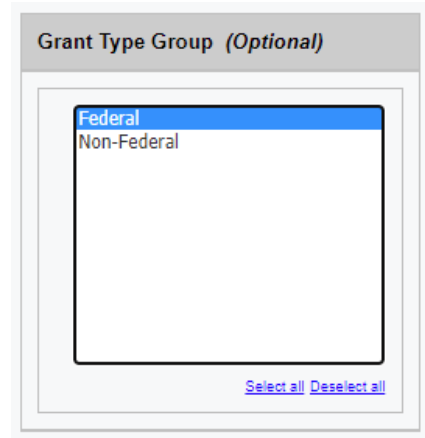 Grant Type Group (Optional)
Federal
Non-Federal
Select all Deselect all